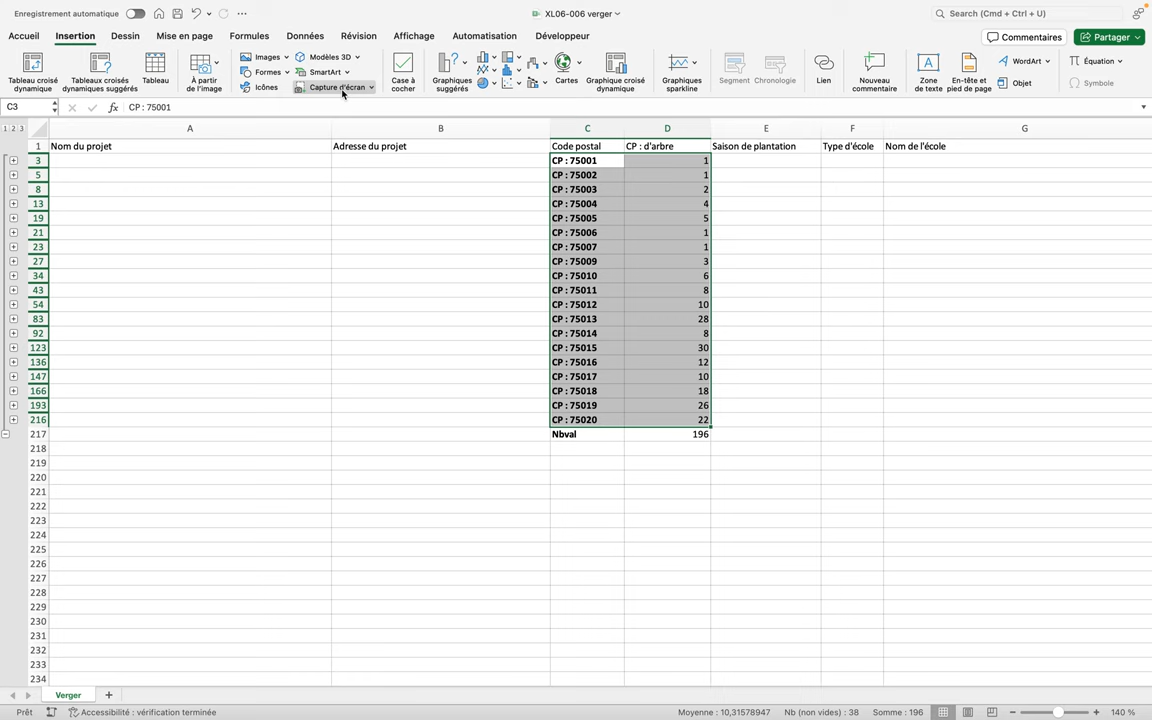 Enregistrement automatique
XL06-006 verger
Search (Cmd + Ctrl + U)
Accueil Insertion Dessin Mise en page Formules Données Révision Affichage Automatisation Développeur
Commentaires Partager
Tableau croisé dynamique
Tableaux croisés dynamiques suggérés
Tableau
À partir de l'image
Images
Formes
Icônes
Modèles 3D
SmartArt
Capture d'écran
Case à cocher
Graphiques suggérés
Cartes
Graphique croisé dynamique
Graphiques sparkline
Segment
Chronologie
Lien
Nouveau commentaire
Zone de texte
En-tête et pied de page
WordArt
Objet
Équation
Symbole
C3 fx CP : 75001
1 2 3 A B C D E F G
1 Nom du projet Adresse du projet Code postal CP : d'arbre Saison de plantation Type d'école Nom de l'école
3 CP : 75001 1
5 CP : 75002 1
8 CP : 75003 2
13 CP : 75004 4
19 CP : 75005 5
21 CP : 75006 1
23 CP : 75007 1
27 CP : 75009 3
34 CP : 75010 6
43 CP : 75011 8
54 CP : 75012 10
83 CP : 75013 28
92 CP : 75014 8
123 CP : 75015 30
136 CP : 75016 12
147 CP : 75017 10
166 CP : 75018 18
193 CP : 75019 26
216 CP : 75020 22
217 Nbval 196
218
219
220
221
222
223
224
225
226
227
228
229
230
231
232
233
234
Verger
Prêt Accessibilité : vérification terminée Moyenne : 10,31578947 Nb (non vides) : 38 Somme : 196 140 %